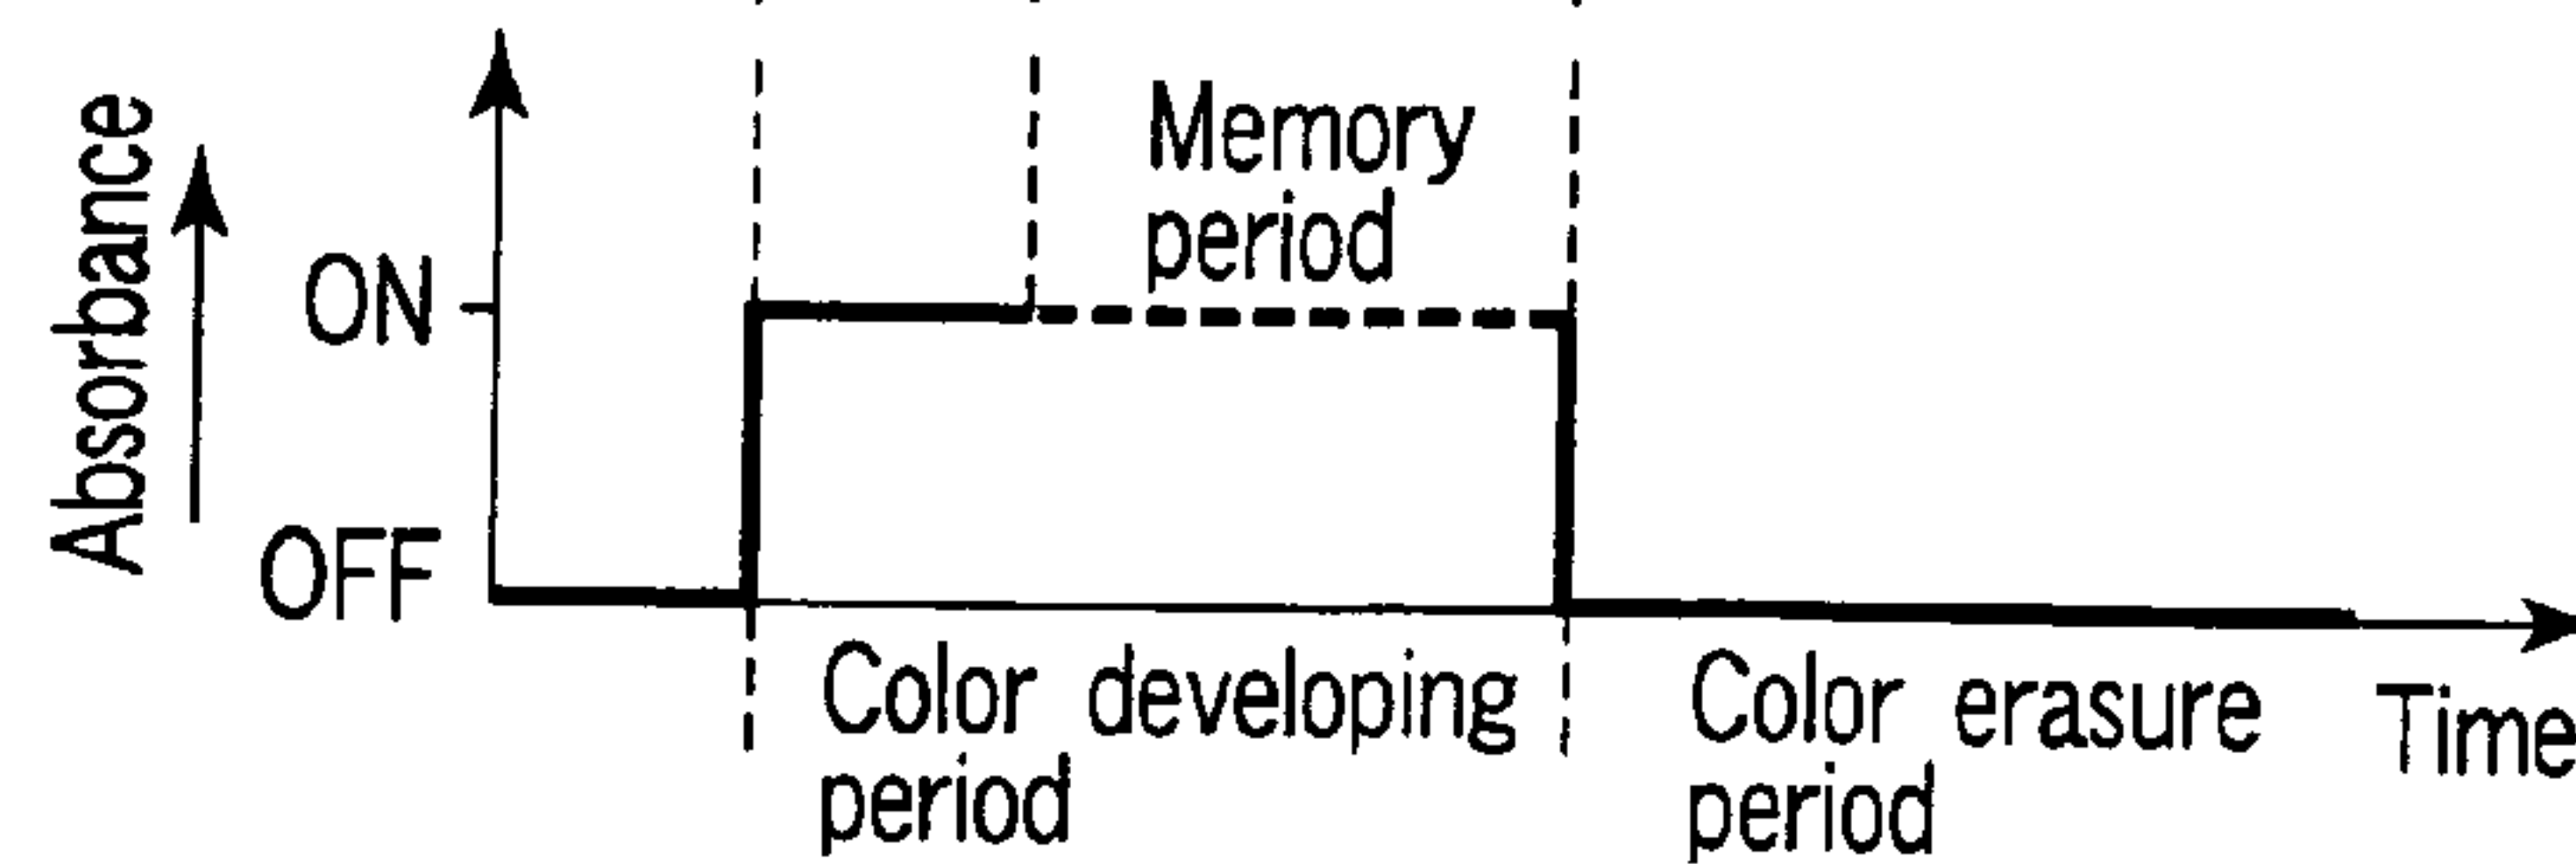 Absorbance
ON
OFF
Memory
period
Color developing
period
Color erasure
period
Time